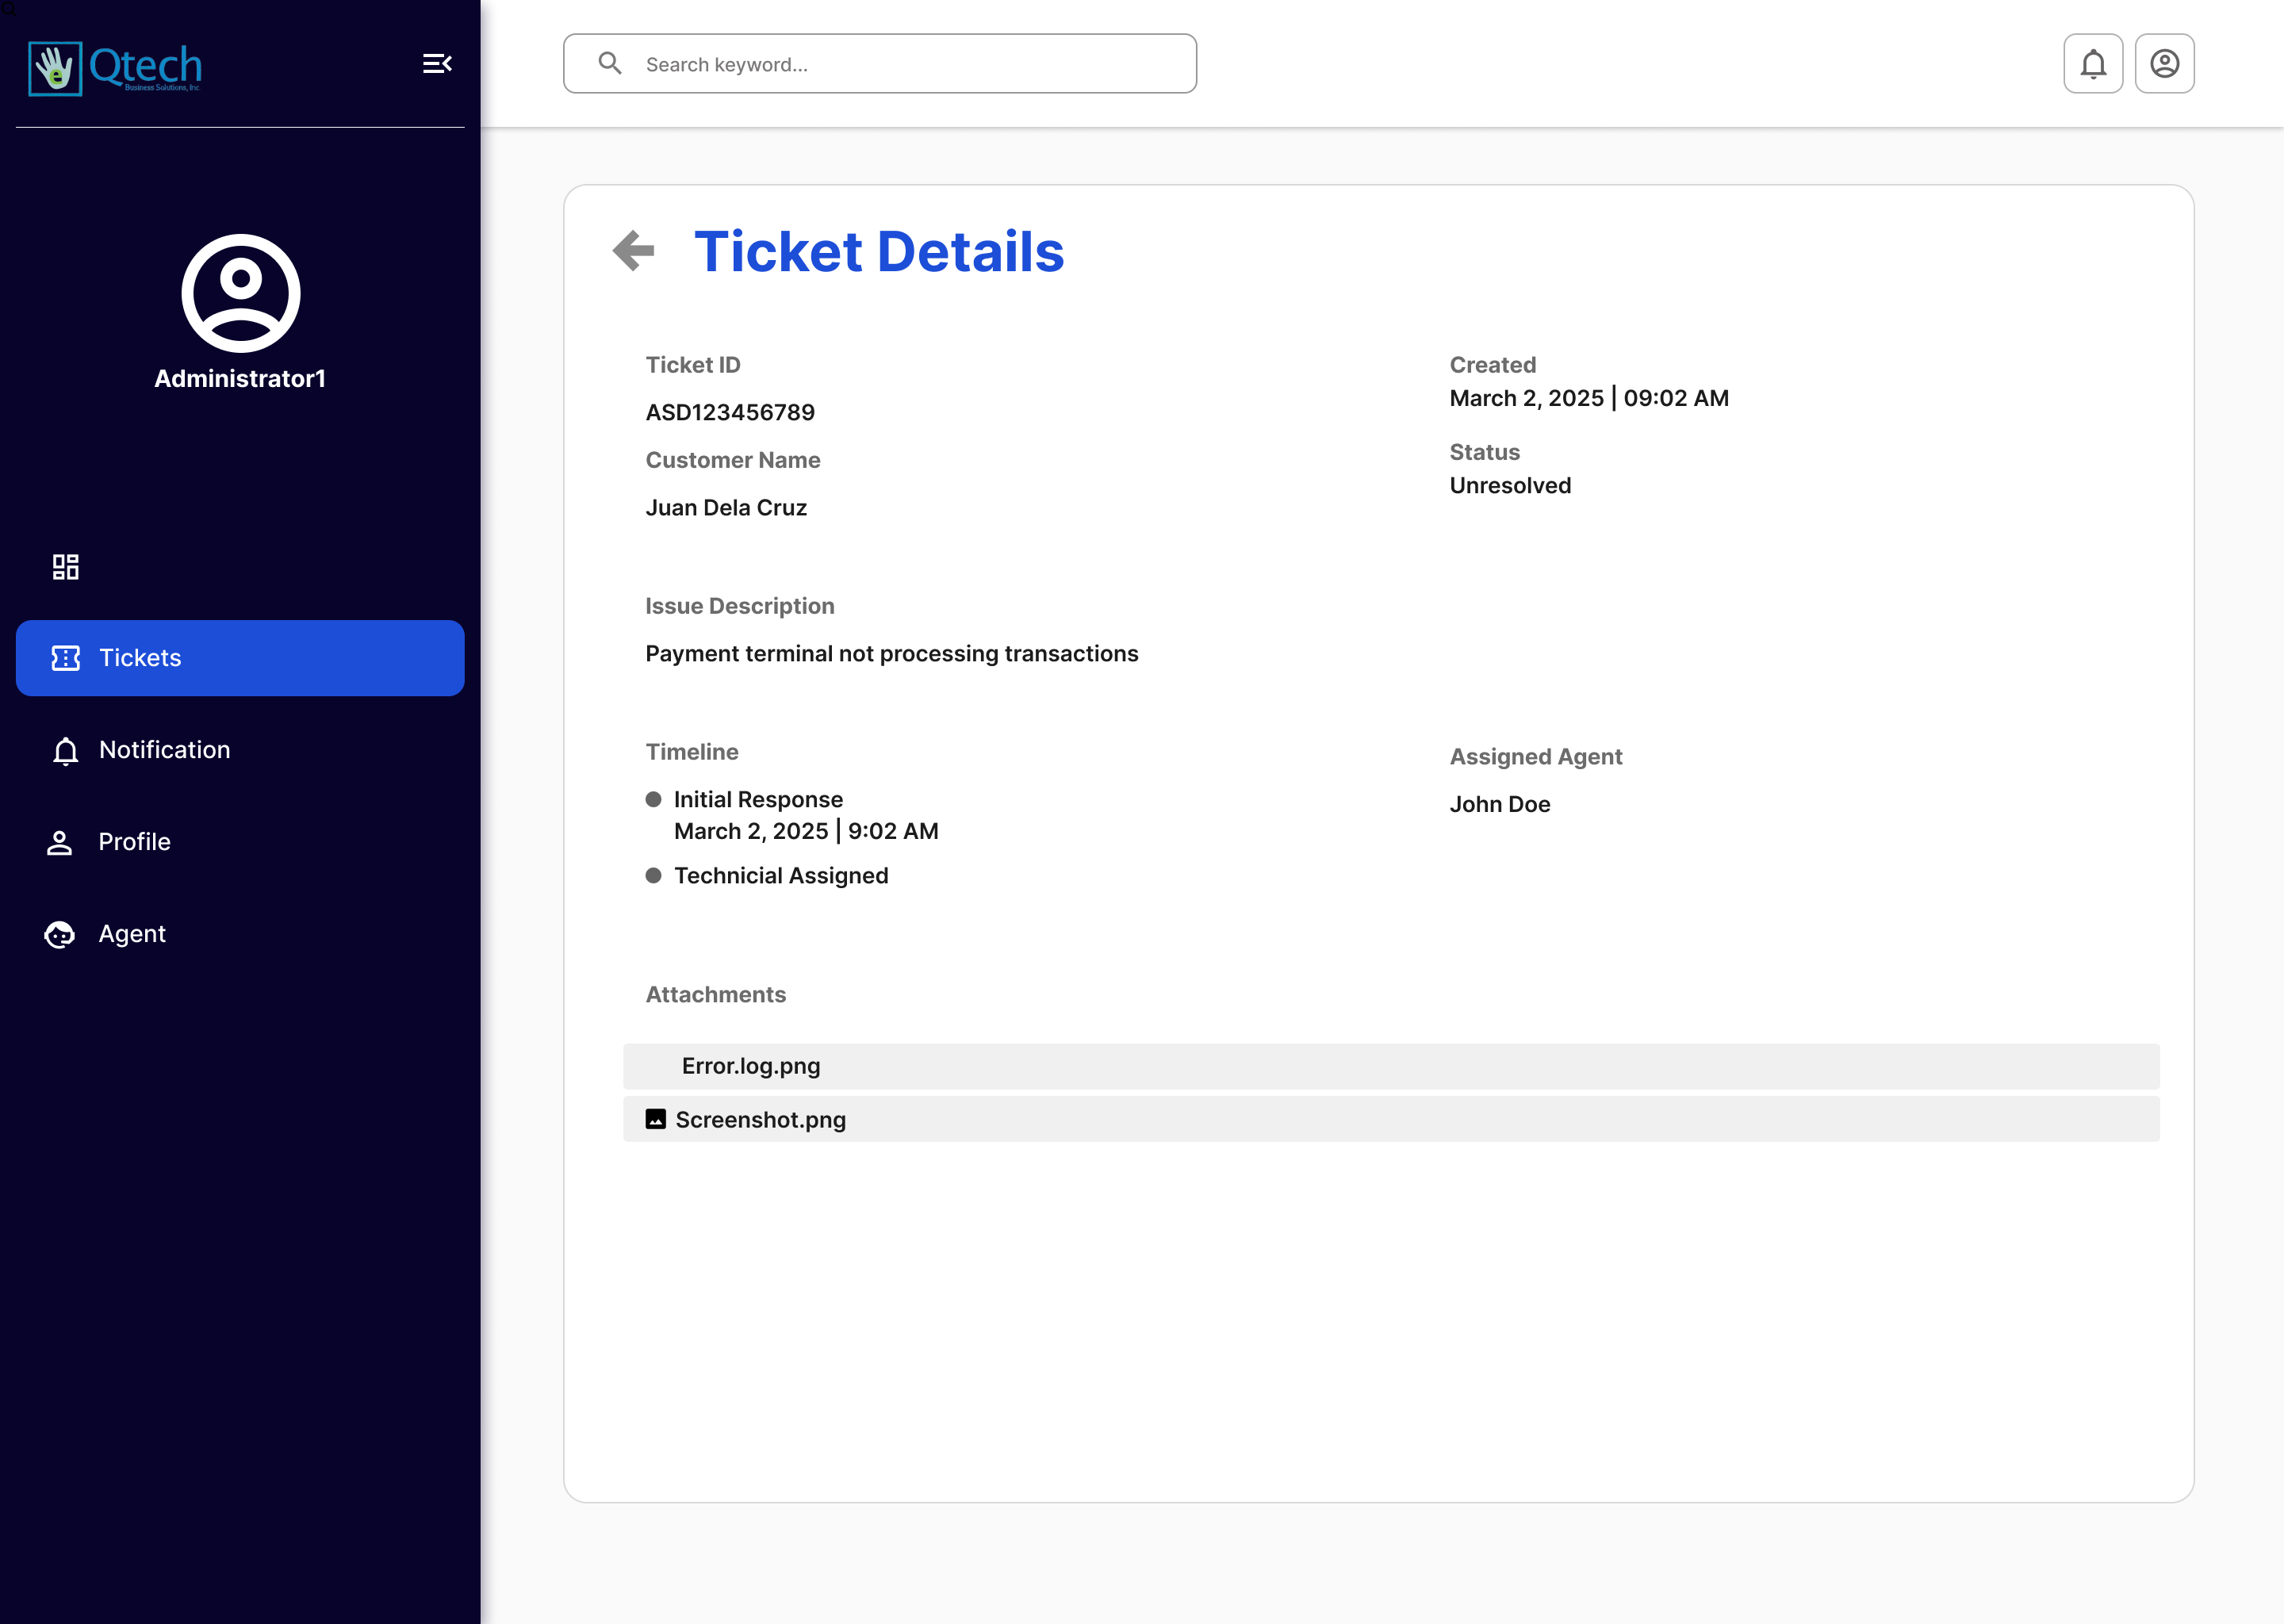 Qtech
Business Solutions, Inc
Search keyword...
Administrator1
Tickets
Notification
Profile
Agent
Ticket Details
Ticket ID
ASD123456789
Customer Name
Juan Dela Cruz
Created
March 2, 2025 | 09:02 AM
Status
Unresolved
Issue Description
Payment terminal not processing transactions
Timeline
Initial Response
March 2, 2025 | 9:02 AM
Technicial Assigned
Assigned Agent
John Doe
Attachments
Error.log.png
Screenshot.png